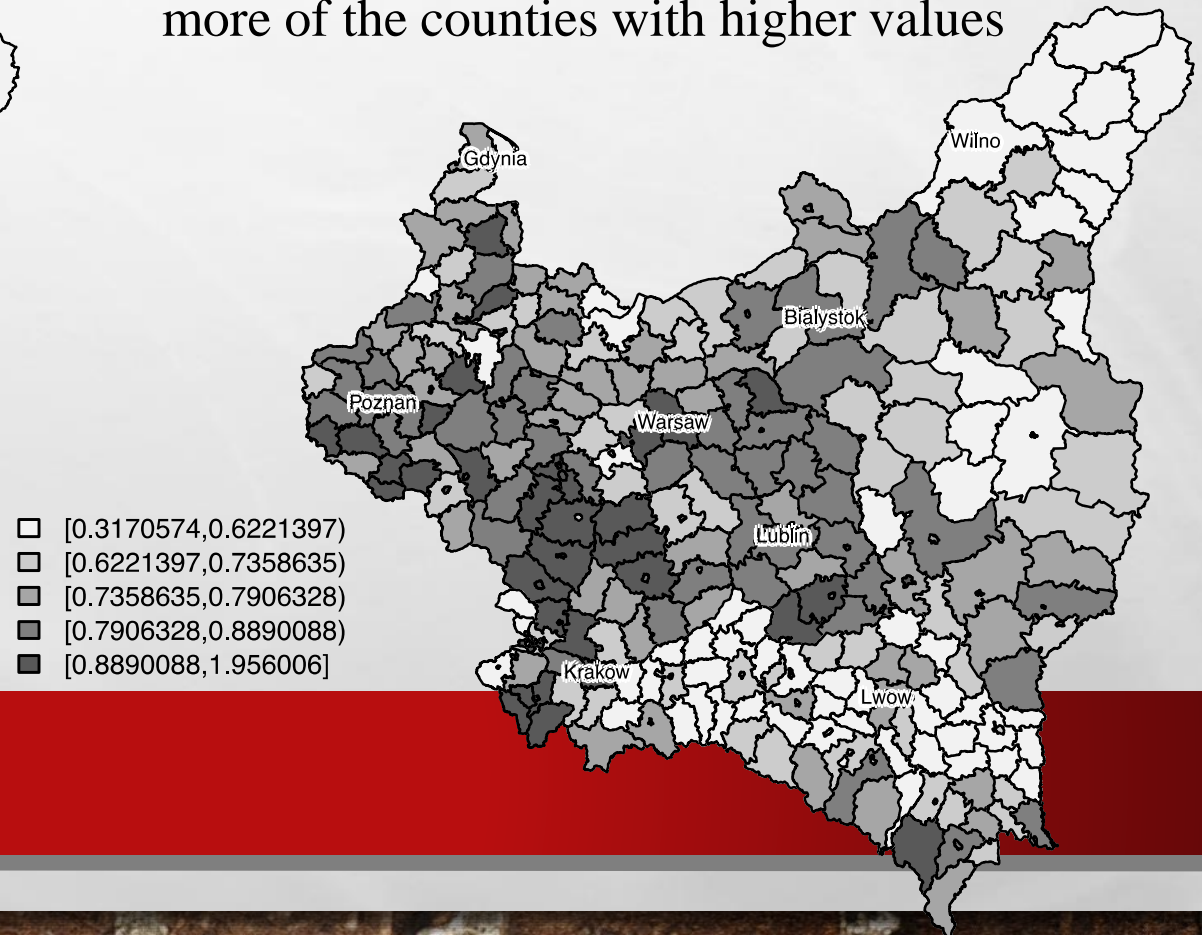 more of the counties with higher values
Gdynia
Wilno
Bialystok
Poznan
Warsaw
Lublin
Krakow
Lwow
[0.3170574,0.6221397)
[0.6221397,0.7358635)
[0.7358635,0.7906328)
[0.7906328,0.8890088)
[0.8890088,1.956006]